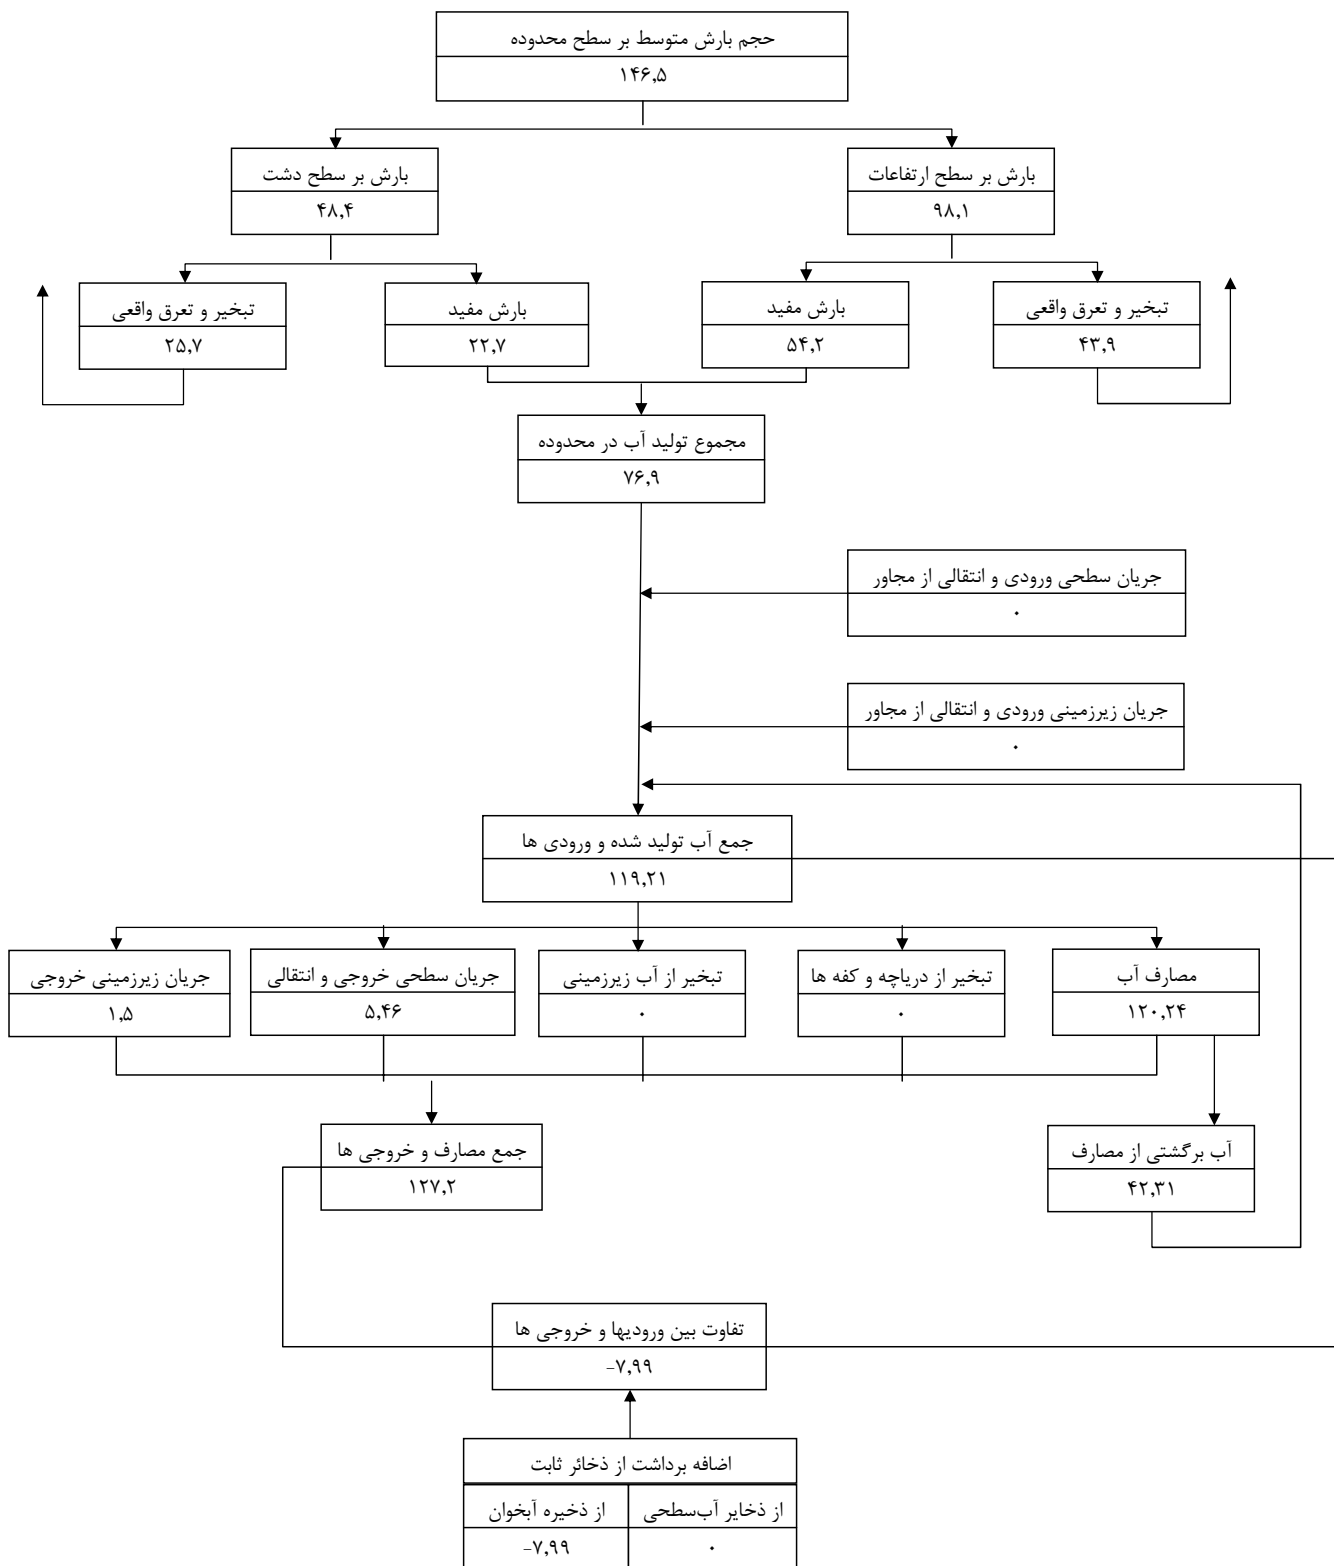 حجم بارش متوسط بر سطح محدوده
۱۴۶,۵
بارش بر سطح ارتفاعات
۹۸,۱
بارش بر سطح دشت
۴۸,۴
تبخیر و تعرق واقعی
۴۳,۹
بارش مفید
۵۴,۲
بارش مفید
۲۲,۷
تبخیر و تعرق واقعی
۲۵,۷
مجموع تولید آب در محدوده
۷۶,۹
جریان سطحی ورودی و انتقالی از مجاور
۰
جریان زیرزمینی ورودی و انتقالی از مجاور
۰
جمع آب تولید شده و ورودی ها
۱۱۹,۲۱
مصارف آب
۱۲۰,۲۴
تبخیر از دریاچه و کفه ها
۰
تبخیر از آب زیرزمینی
۰
جریان سطحی خروجی و انتقالی
۵,۴۶
جریان زیرزمینی خروجی
۱,۵
آب برگشتی از مصارف
۴۲,۳۱
جمع مصارف و خروجی ها
۱۲۷,۲
تفاوت بین ورودیها و خروجی ها
-۷,۹۹
اضافه برداشت از ذخائر ثابت
از ذخایر آب‌سطحی
۰
از ذخیره آبخوان
-۷,۹۹